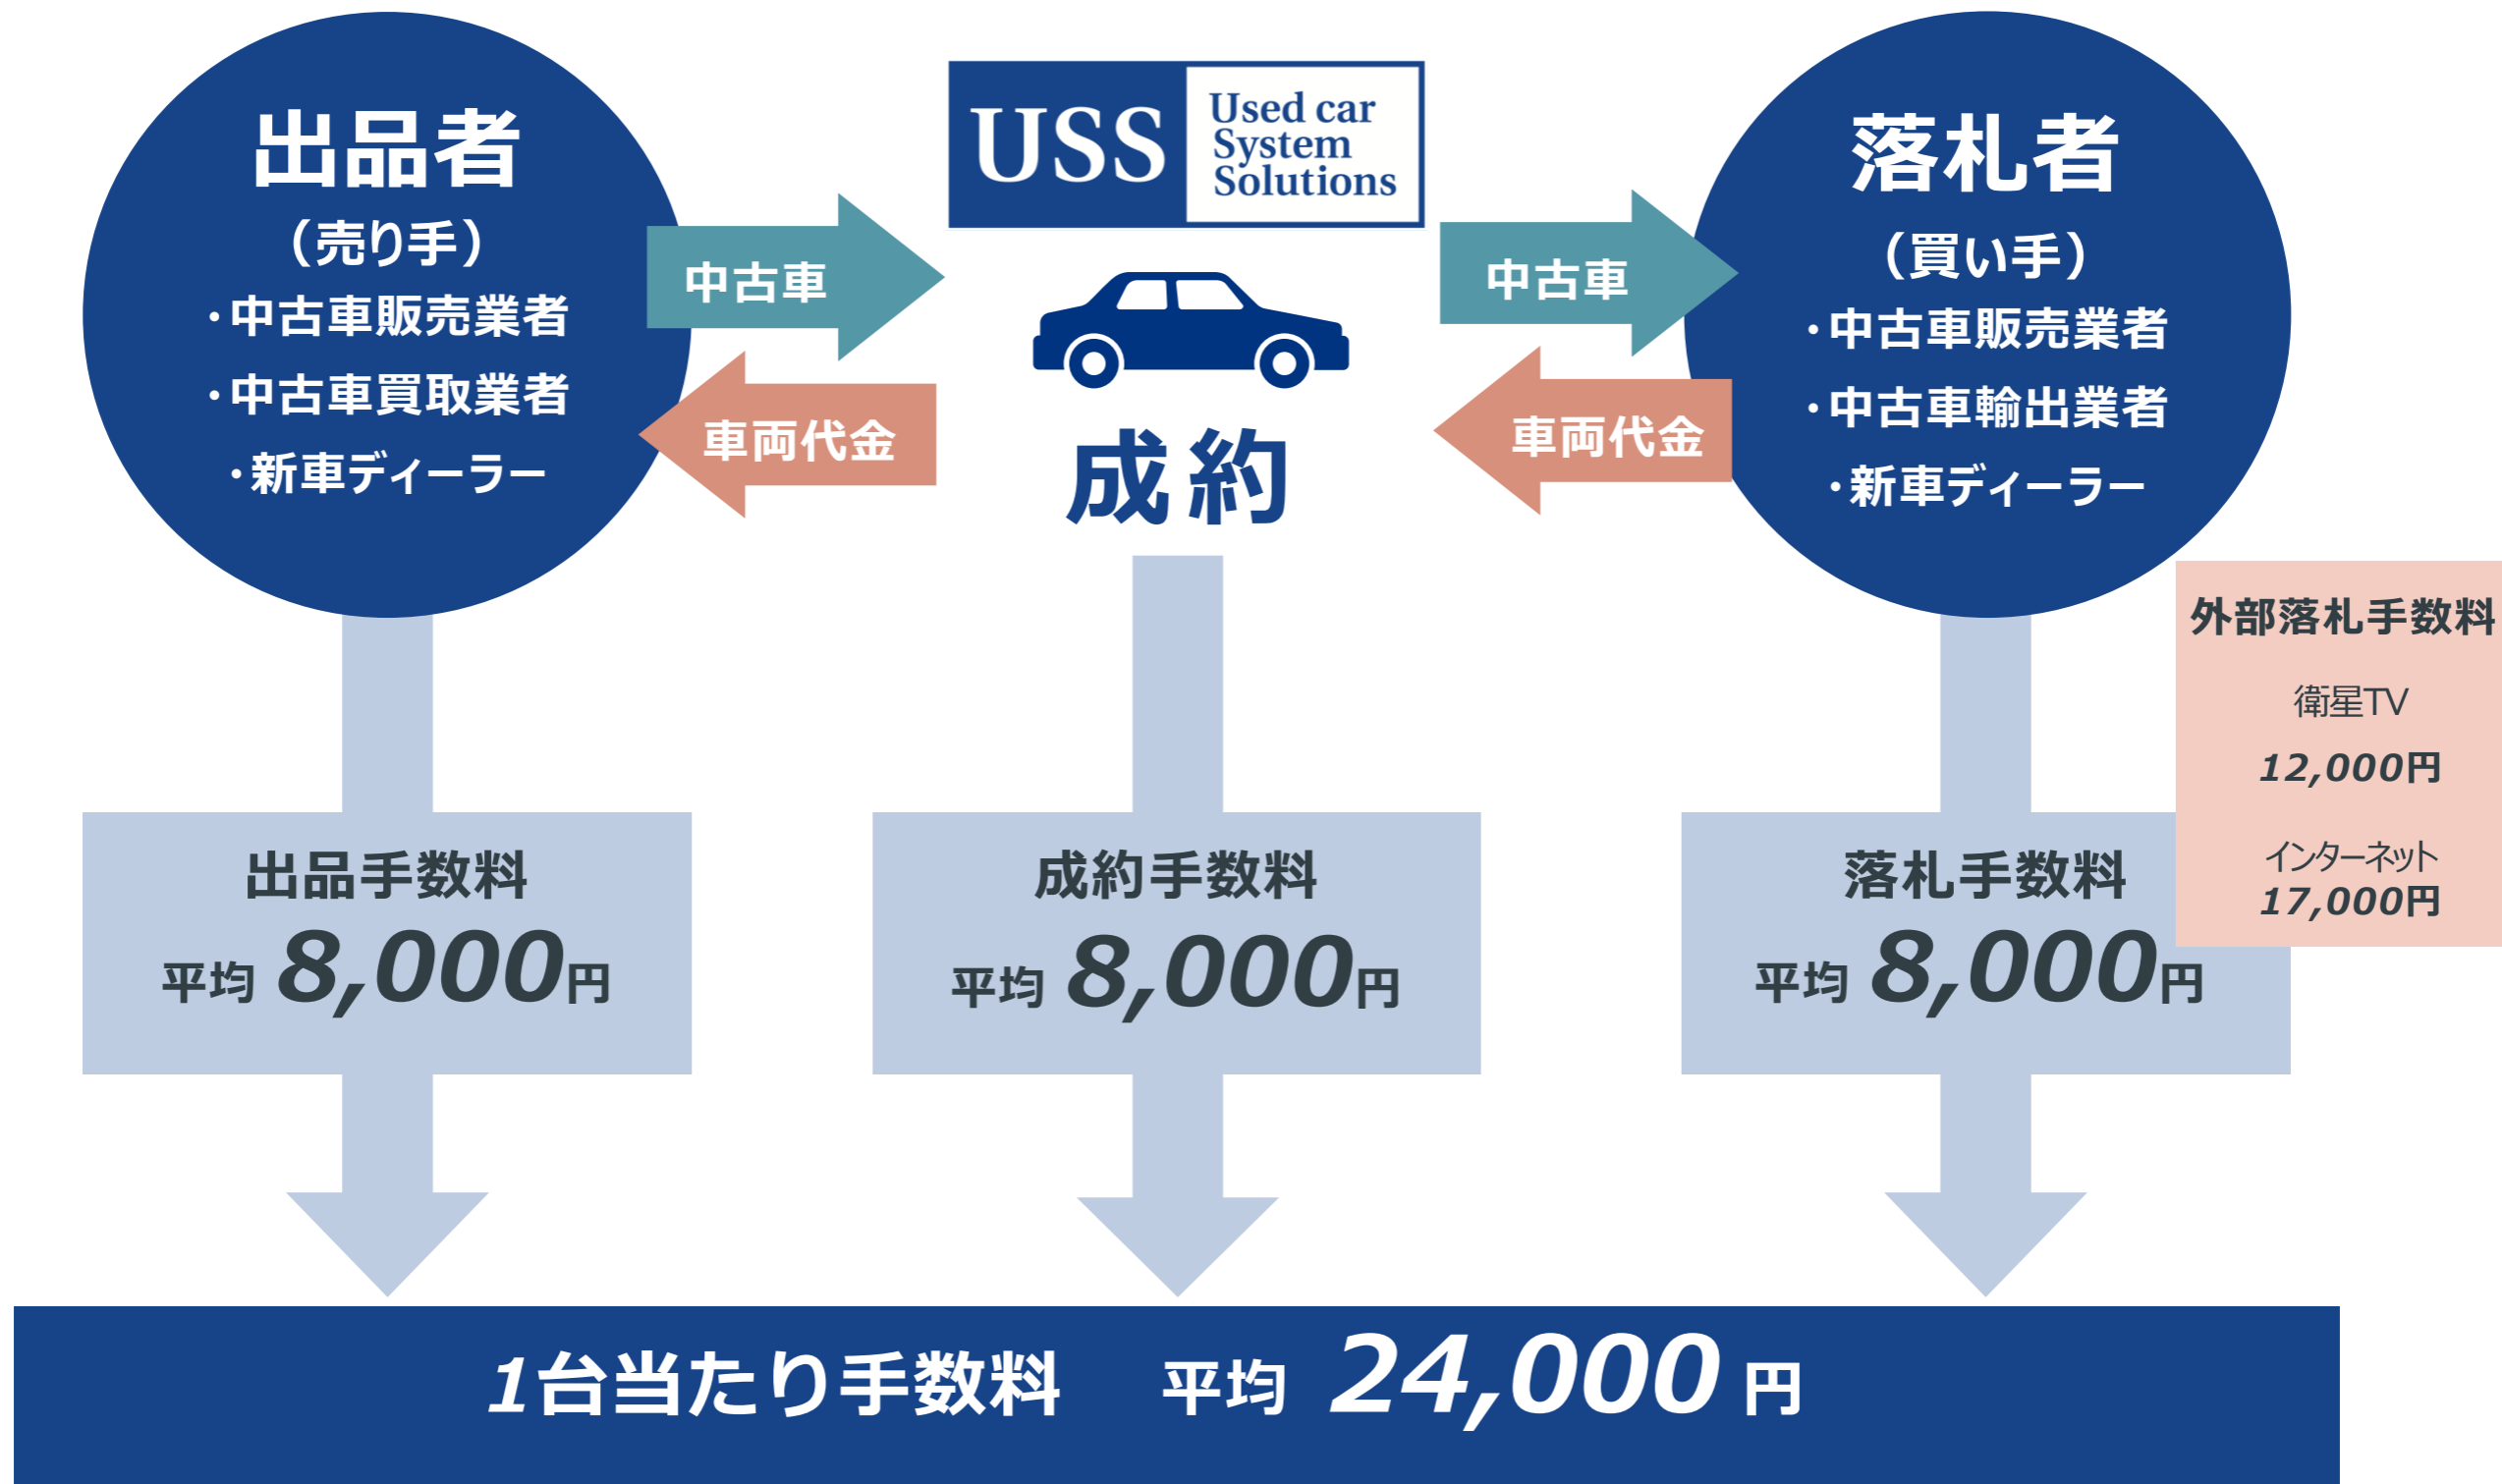 出品者
（売り手）
・中古車販売業者
・中古車買取業者
・新車ディーラー
中古車
車両代金
USS
Used car
System
Solutions
成約
中古車
車両代金
落札者
（買い手）
・中古車販売業者
・中古車輸出業者
・新車ディーラー
外部落札手数料
衛星TV
12,000円
インターネット
17,000円
出品手数料
平均 8,000円
成約手数料
平均 8,000円
落札手数料
平均 8,000円
1台当たり手数料 平均 24,000 円